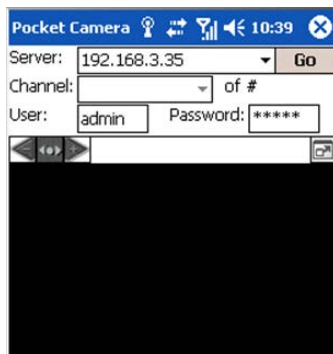 Pocket Camera 10:39
Server: 192.168.3.35 Go
Channel: of #
User: admin Password: *****